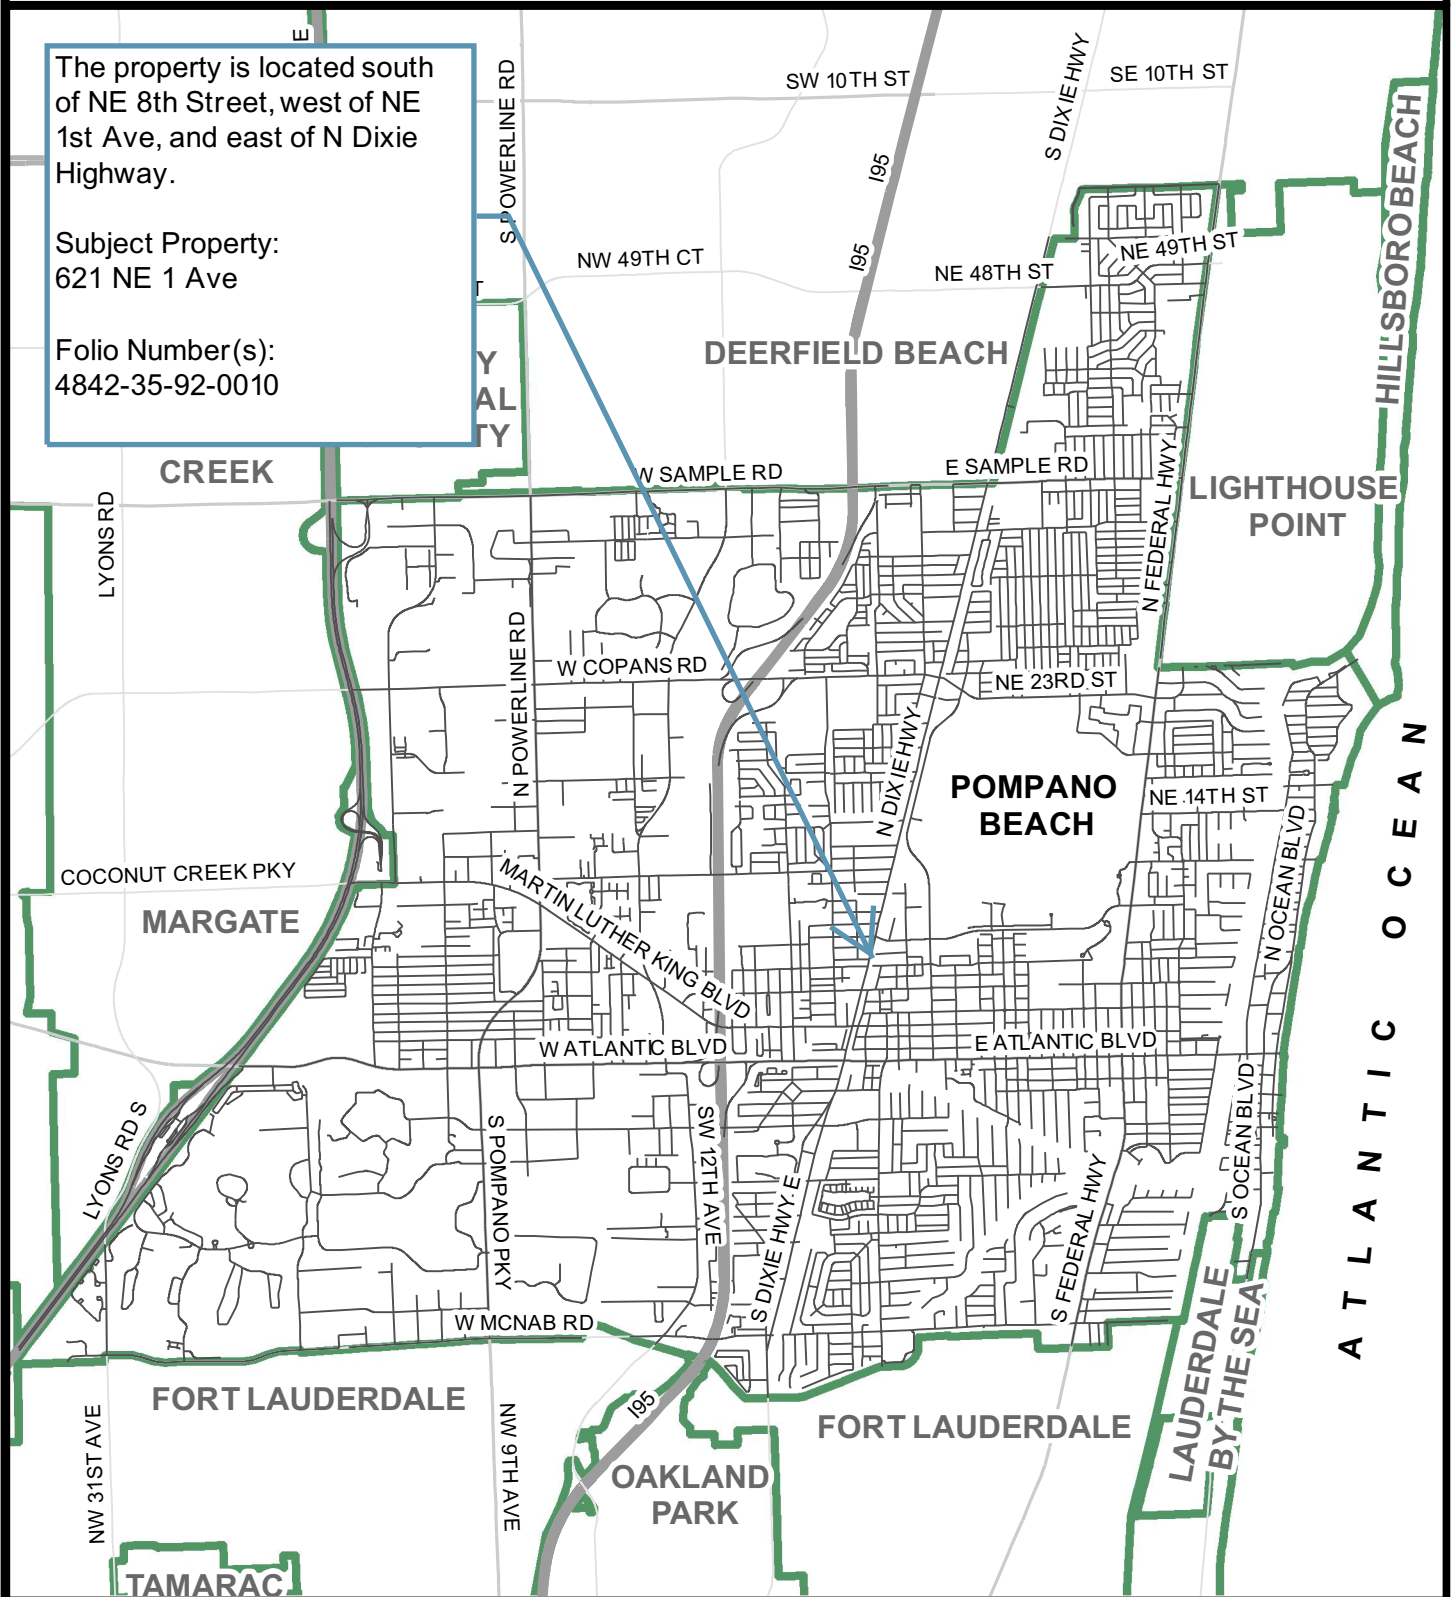 E
The property is located south
of NE 8th Street, west of NE
1st Ave, and east of N Dixie
Highway.
Subject Property:
621 NE 1 Ave
Folio Number(s):
4842-35-92-0010
S POWERLINE RD
SW 10TH ST
SE 10TH ST
S DIXIE HWY
I95
I95
HILLSBORO BEACH
NW 49TH CT
NE 48TH ST
NE 49TH ST
T
DEERFIELD BEACH
Y
AL
TY
CREEK
W SAMPLE RD
E SAMPLE RD
N FEDERAL HWY
LIGHTHOUSE
POINT
LYONS RD
N POWERLINE RD
W COPANS RD
NE 23RD ST
N DIXIE HWY
POMPANO
BEACH
NE 14TH ST
N OCEAN BLVD
ATLANTIC OCEAN
COCONUT CREEK PKY
MARGATE
MARTIN LUTHER KING BLVD
W ATLANTIC BLVD
E ATLANTIC BLVD
LYONS RD S
S POMPANO PKY
SW 12TH AVE
S DIXIE HWY E
S FEDERAL HWY
S OCEAN BLVD
W MCNAB RD
FORT LAUDERDALE
FORT LAUDERDALE
LAUDERDALE
BY THE SEA
NW 31ST AVE
NW 9TH AVE
I95
OAKLAND
PARK
TAMARAC